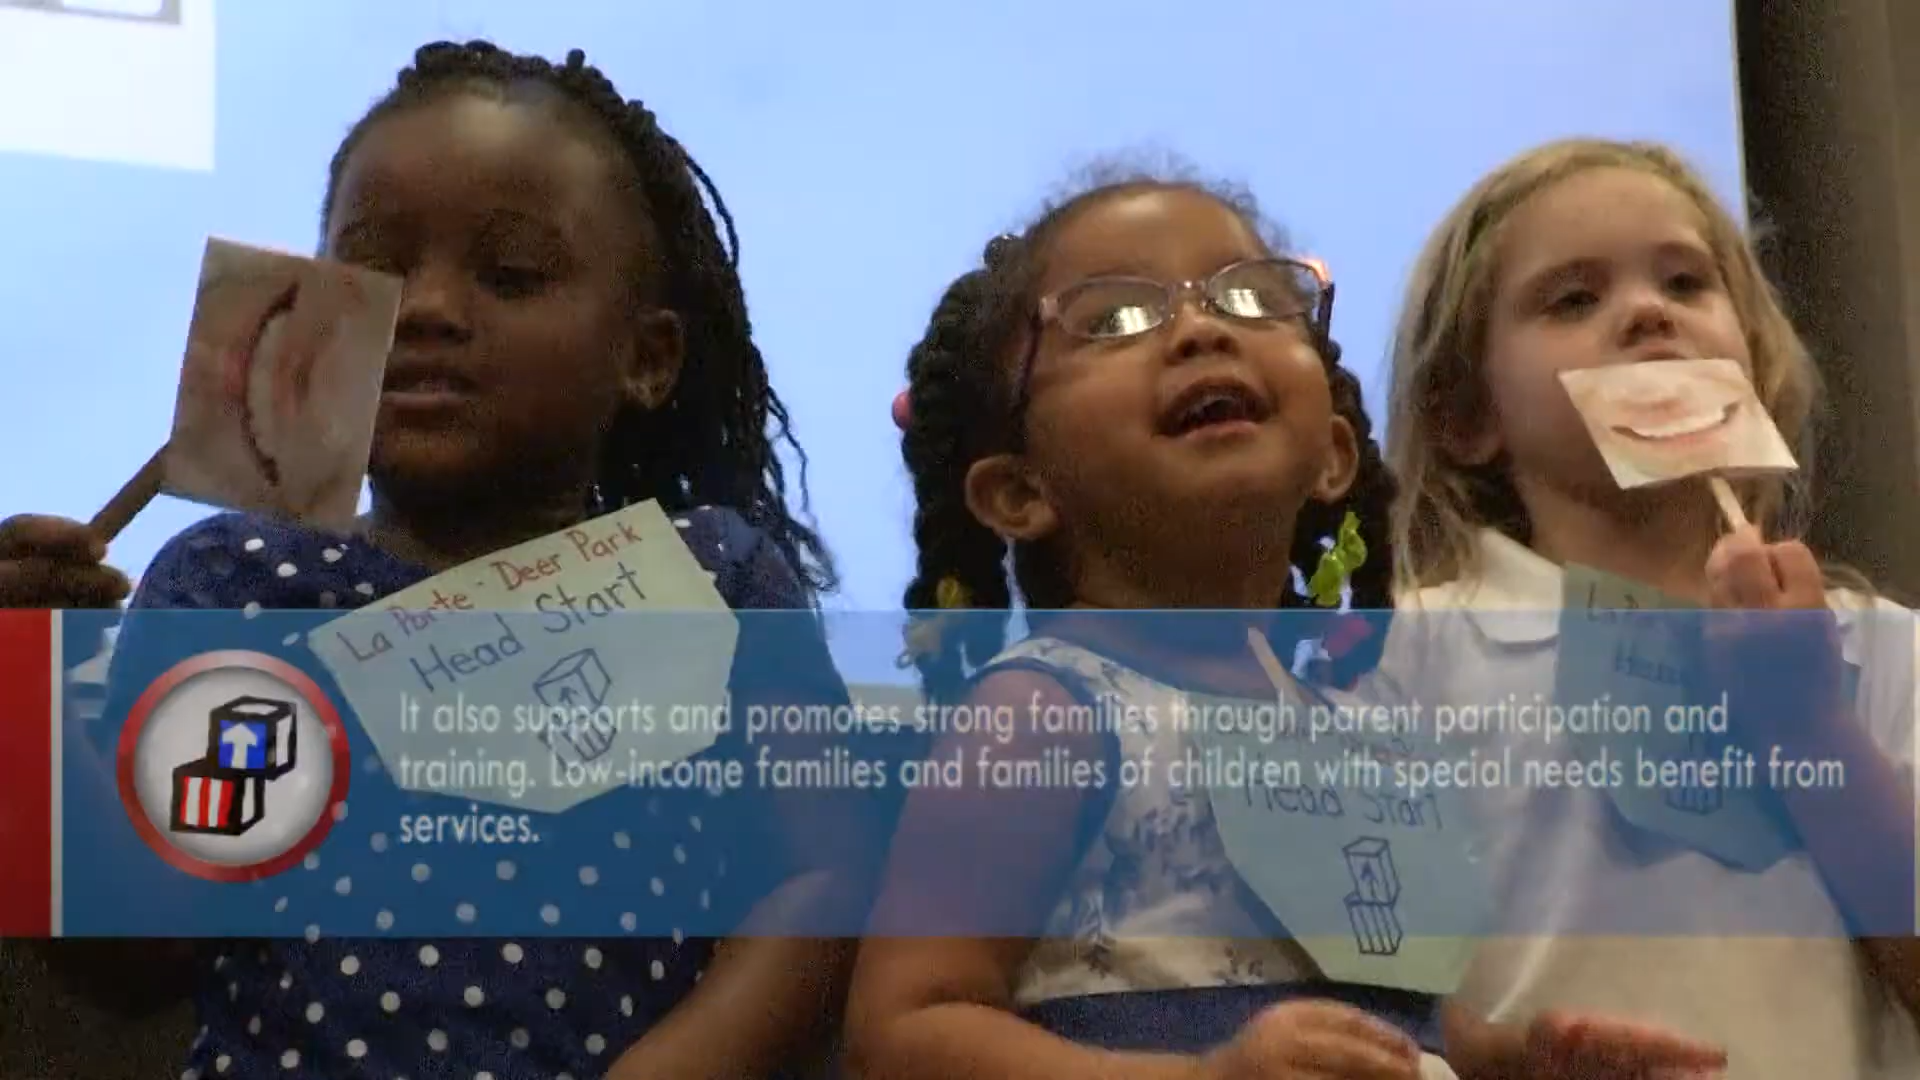 La Porte - Deer Park
Head Start
It also supports and promotes strong families through parent participation and
training. Low-income families and families of children with special needs benefit from
services.
Head Start